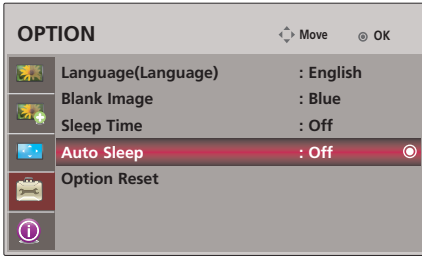 OPTION Move OK
Language(Language) : English
Blank Image : Blue
Sleep Time : Off
Auto Sleep : Off
Option Reset